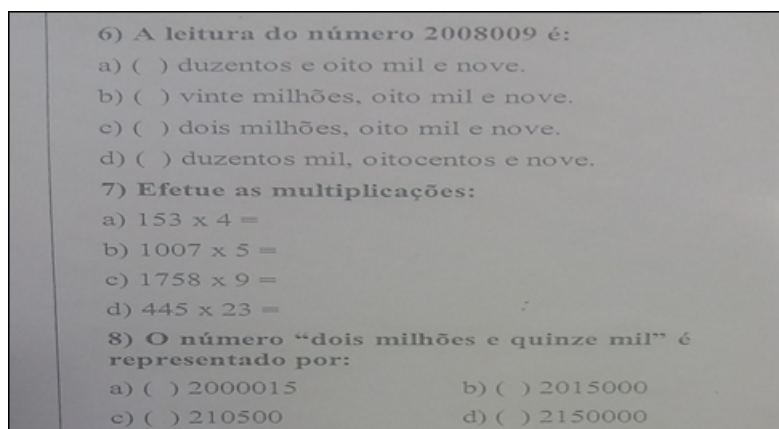 6) A leitura do número 2008009 é:
a) ( ) duzentos e oito mil e nove.
b) ( ) vinte milhões, oito mil e nove.
c) ( ) dois milhões, oito mil e nove.
d) ( ) duzentos mil, oitocentos e nove.
7) Efetue as multiplicações:
a) 153 x 4 =
b) 1007 x 5 =
c) 1758 x 9 =
d) 445 x 23 =
8) O número “dois milhões e quinze mil” é
representado por:
a) ( ) 2000015 b) ( ) 2015000
c) ( ) 210500 d) ( ) 2150000